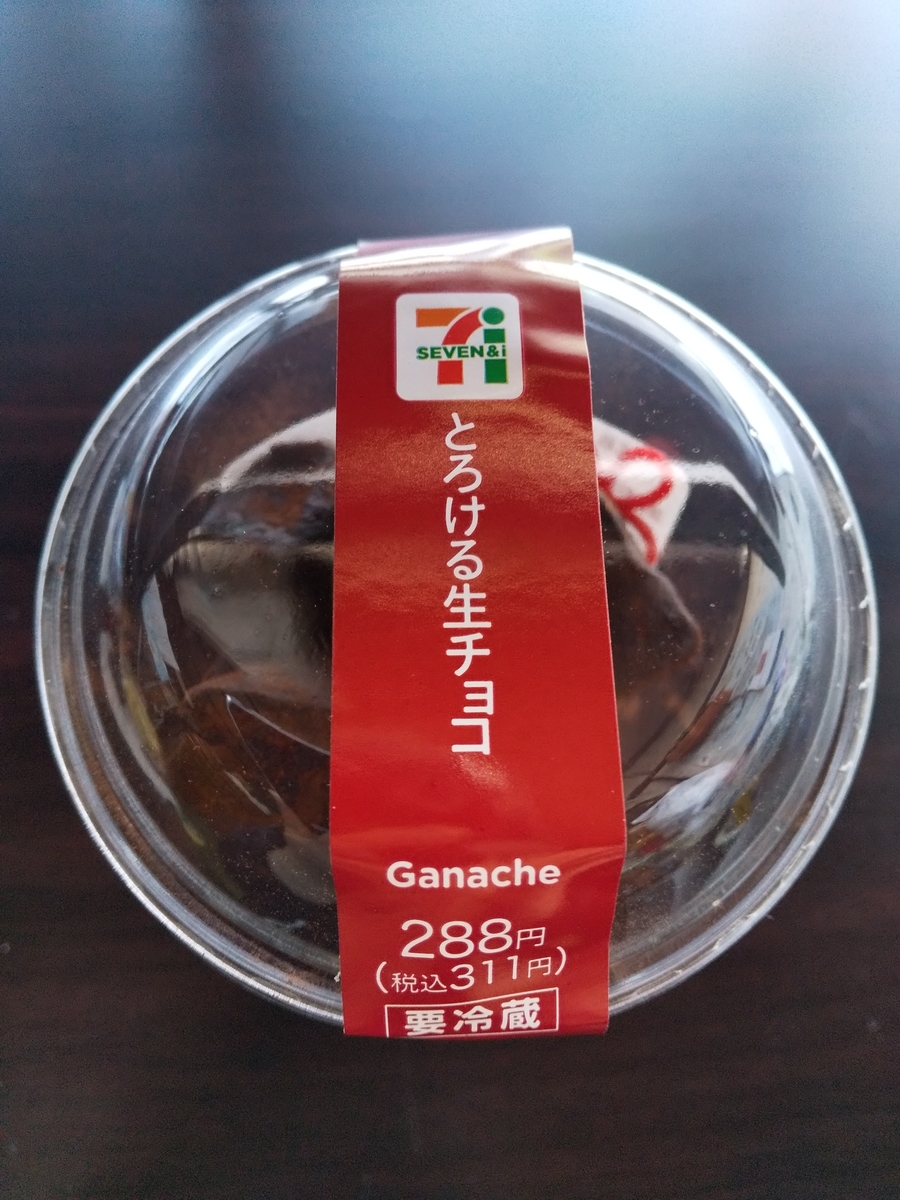 SEVEN&i
とろける生チョコ
Ganache
288円
(税込311円)
要冷蔵